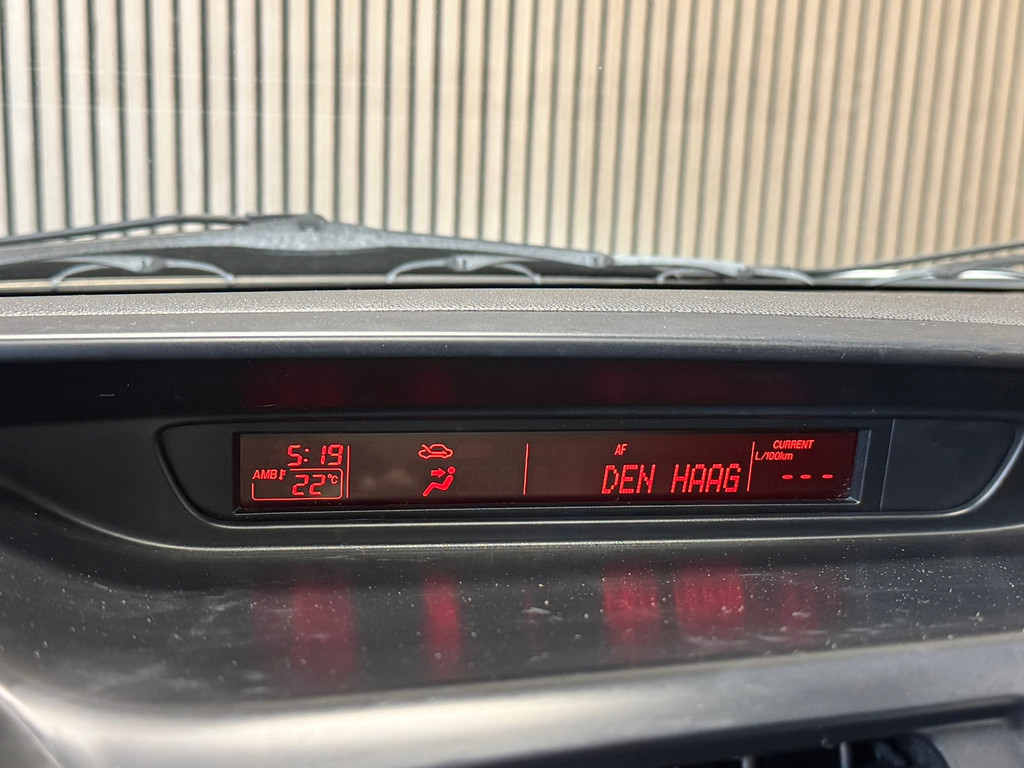 5:19
AMB 22°C
AF
DEN HAAG
CURRENT
L/100km
---